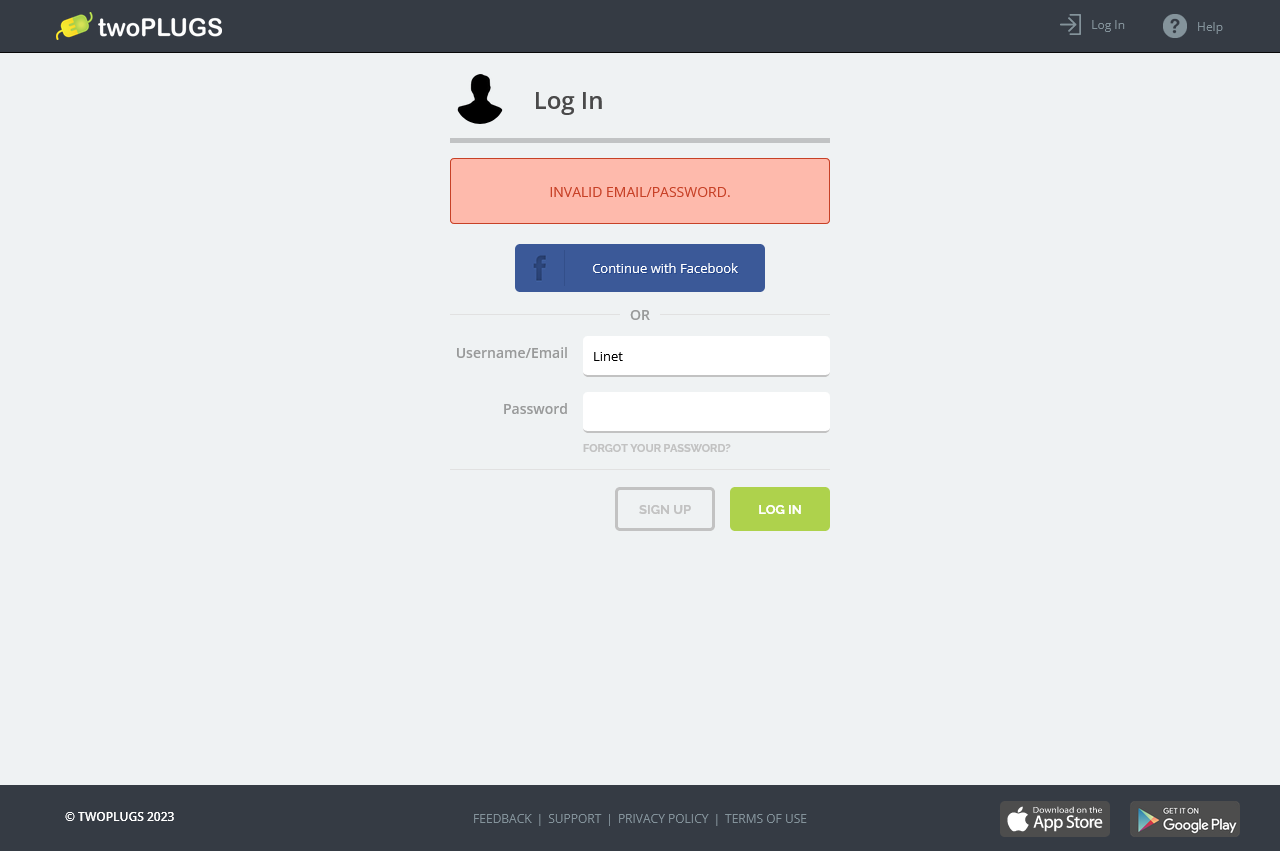 twoPLUGS
Log In
Help
Log In
INVALID EMAIL/PASSWORD.
Continue with Facebook
OR
Username/Email
Linet
Password
FORGOT YOUR PASSWORD?
SIGN UP
LOG IN
© TWOPLUGS 2023
FEEDBACK | SUPPORT | PRIVACY POLICY | TERMS OF USE
Download on the
App Store
GET IT ON
Google Play